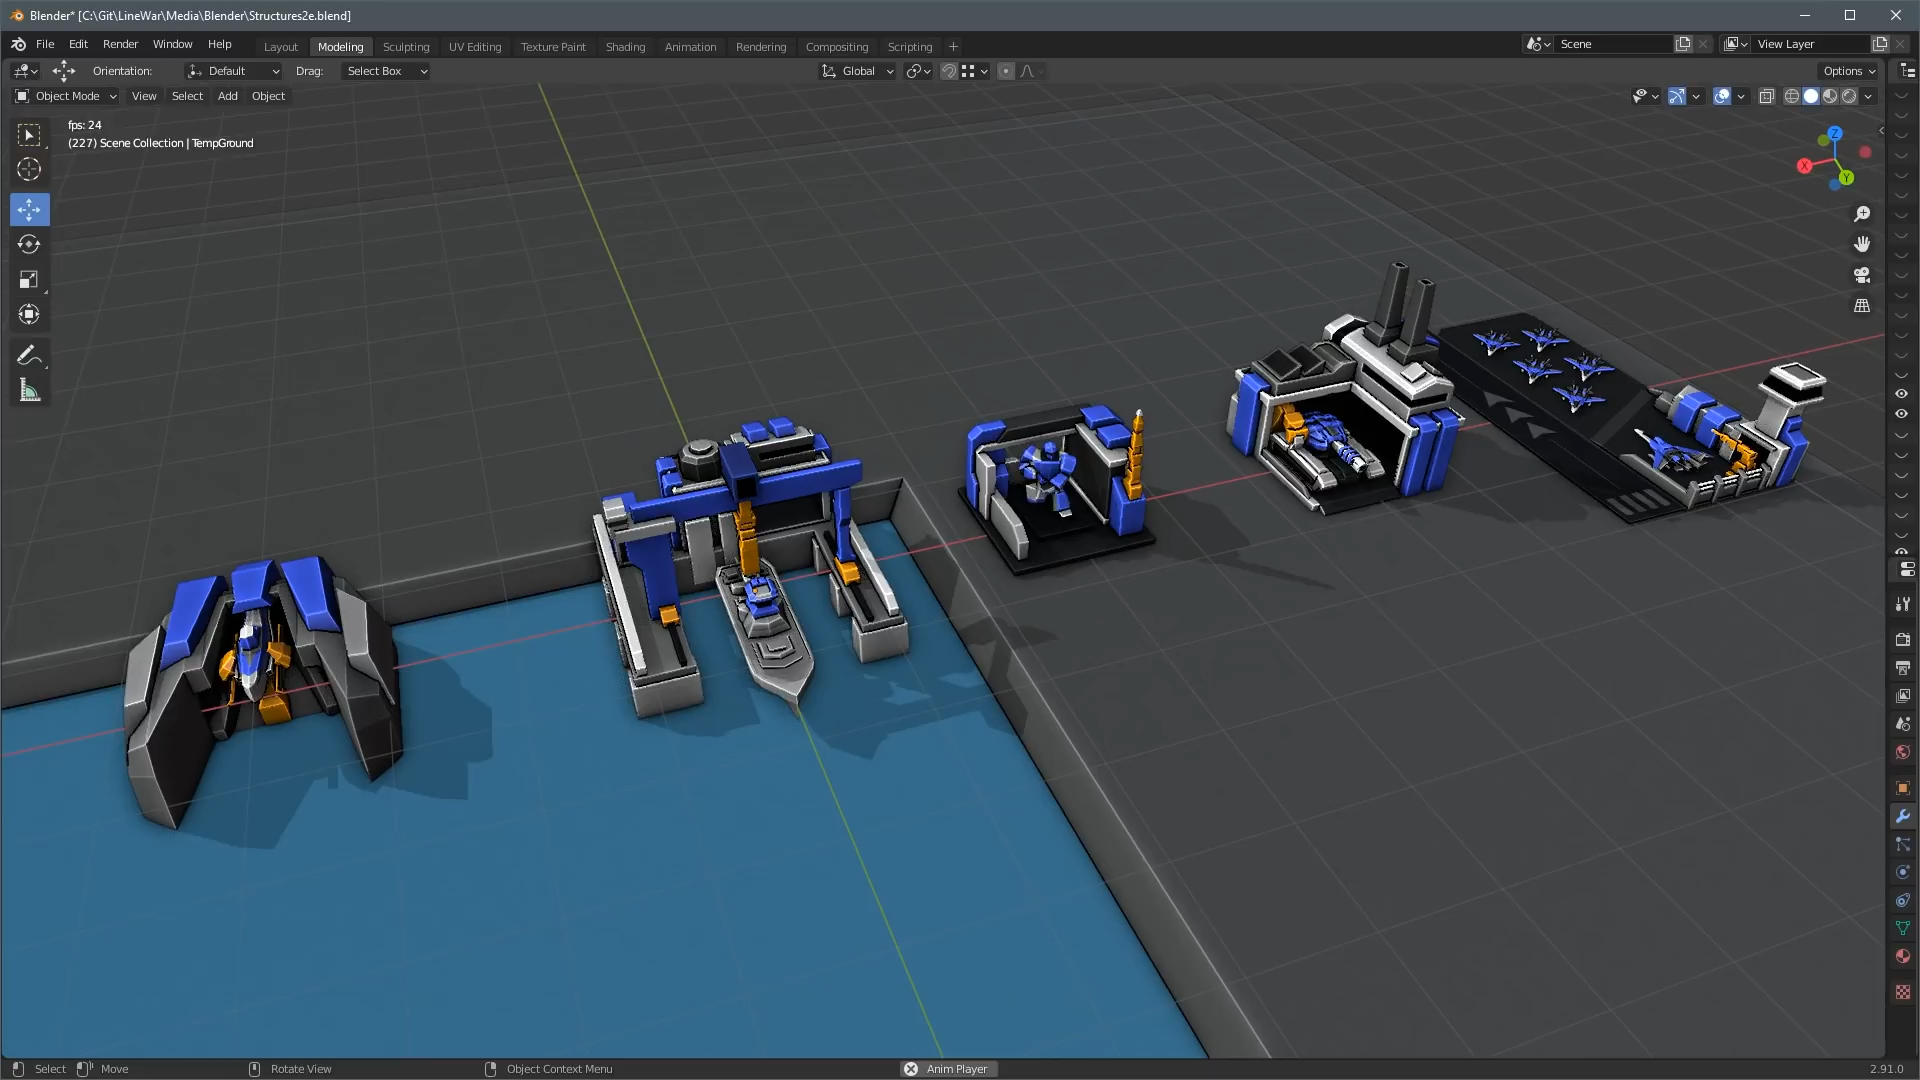 Blender* [C:\Git\LineWar\Media\Blender\Structures2e.blend]
File Edit Render Window Help Layout Modeling Sculpting UV Editing Texture Paint Shading Animation Rendering Compositing Scripting + Scene View Layer
Orientation: Default Drag: Select Box Global Options
Object Mode View Select Add Object
fps: 24
(227) Scene Collection | TempGround
Z
X
Y
Select Move Rotate View Object Context Menu Anim Player 2.91.0